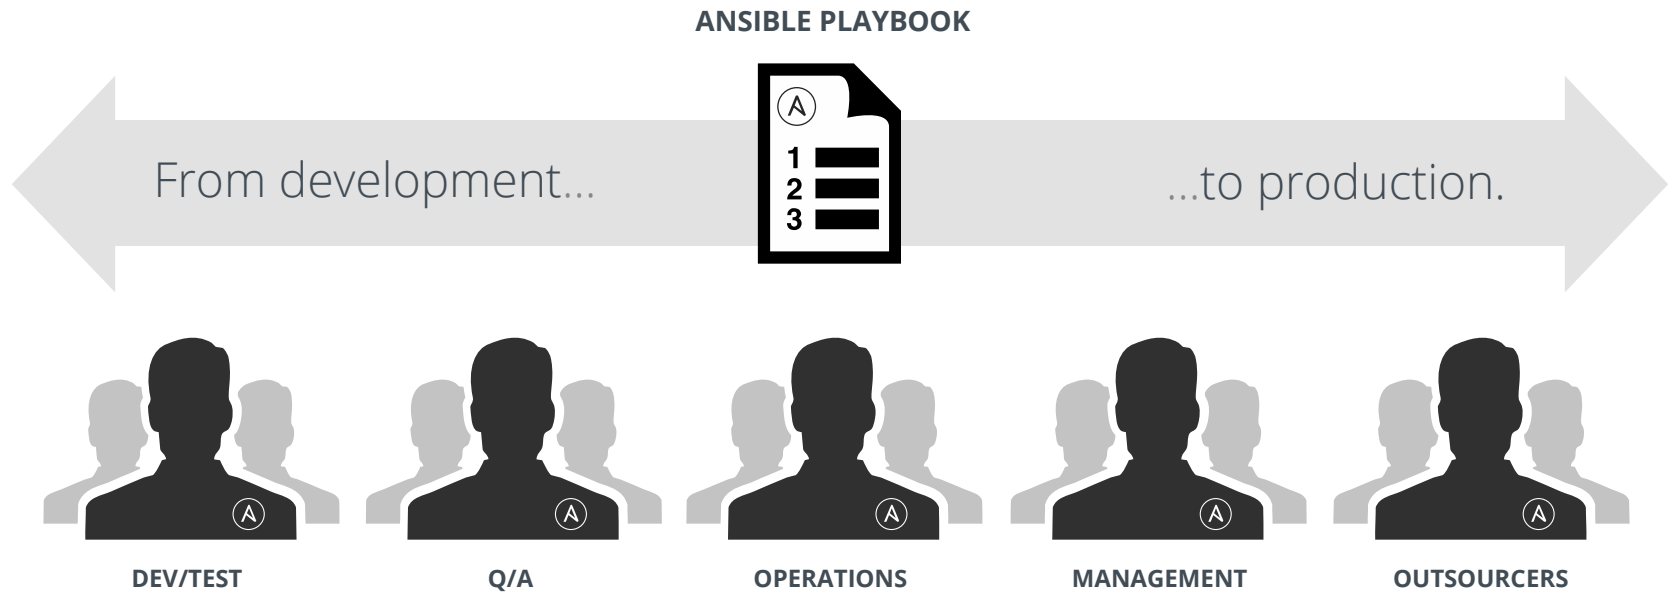 ANSIBLE PLAYBOOK
From development...
...to production.
1
2
3
DEV/TEST
Q/A
OPERATIONS
MANAGEMENT
OUTSOURCERS